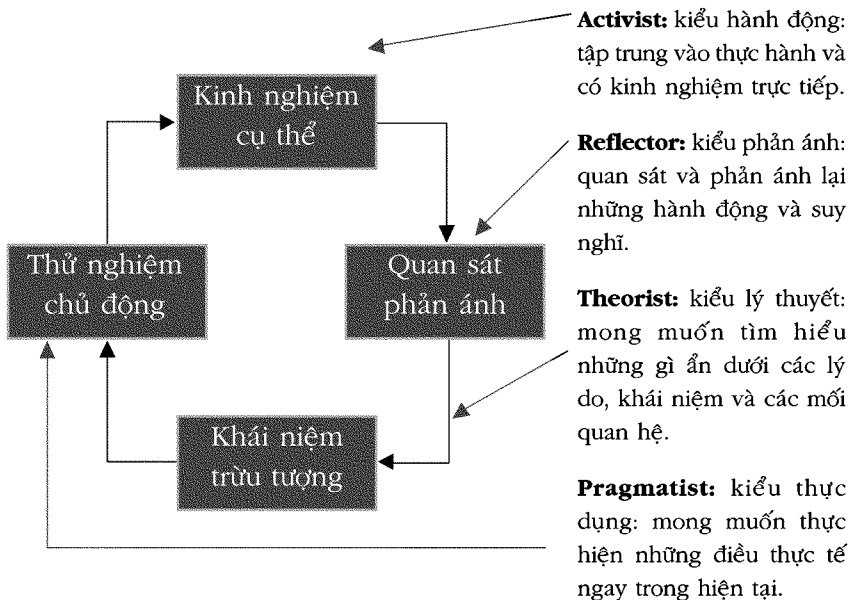 Kinh nghiệm
cụ thể
Quan sát
phản ánh
Khái niệm
trừu tượng
Thử nghiệm
chủ động
Activist: kiểu hành động:
tập trung vào thực hành và
có kinh nghiệm trực tiếp.
Reflector: kiểu phản ánh:
quan sát và phản ánh lại
những hành động và suy
nghĩ.
Theorist: kiểu lý thuyết:
mong muốn tìm hiểu
những gì ẩn dưới các lý
do, khái niệm và các mối
quan hệ.
Pragmatist: kiểu thực
dụng: mong muốn thực
hiện những điều thực tế
ngay trong hiện tại.